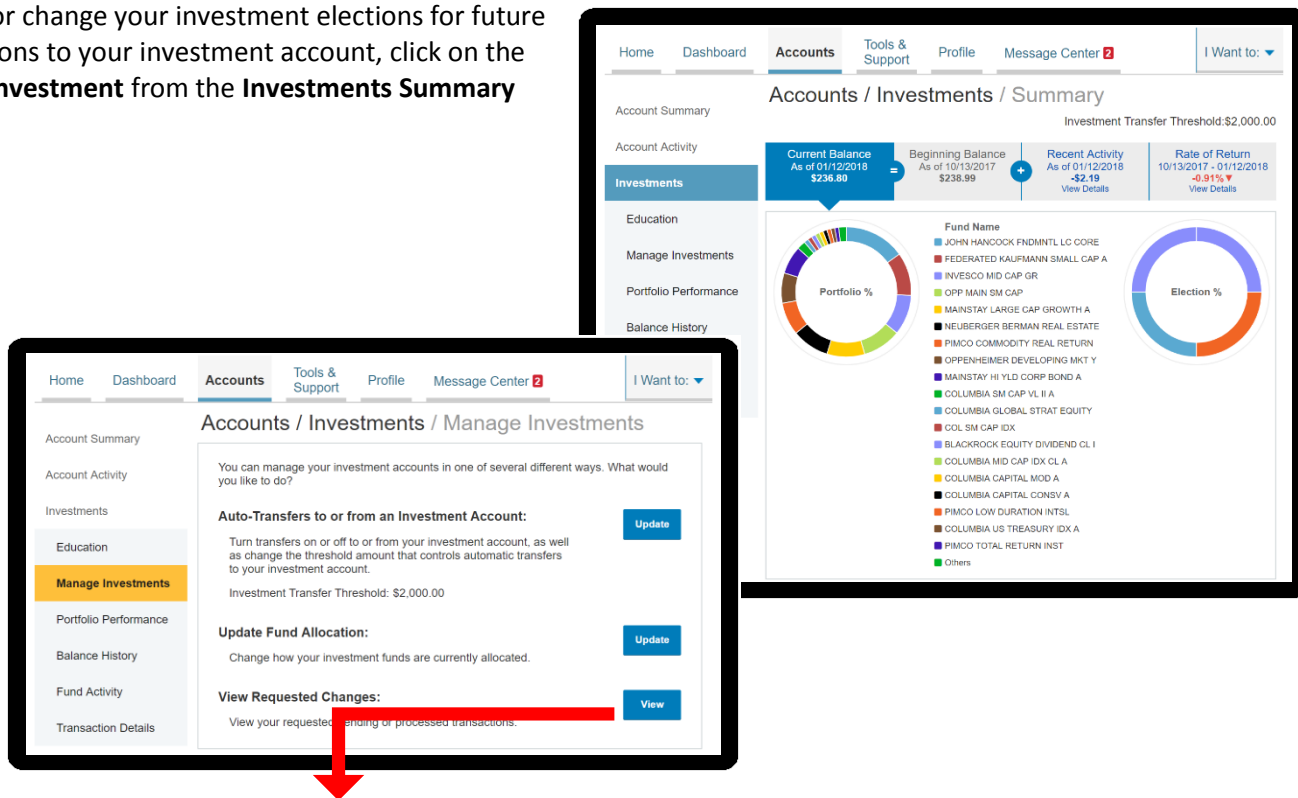 or change your investment elections for future
ons to your investment account, click on the
nvestment from the Investments Summary
Home Dashboard Accounts Tools & Support Profile Message Center 2 I Want to:
Accounts / Investments / Summary
Investment Transfer Threshold:$2,000.00
Account Summary
Account Activity
Investments
Education
Manage Investments
Portfolio Performance
Balance History
Current Balance
As of 01/12/2018
$236.80
=
Beginning Balance
As of 10/13/2017
$238.99
+
Recent Activity
As of 01/12/2018
-$2.19
View Details
Rate of Return
10/13/2017 - 01/12/2018
-0.91%▼
View Details
Portfolio %
Fund Name
JOHN HANCOCK FNDMNTL LC CORE
FEDERATED KAUFMANN SMALL CAP A
INVESCO MID CAP GR
OPP MAIN SM CAP
MAINSTAY LARGE CAP GROWTH A
NEUBERGER BERMAN REAL ESTATE
PIMCO COMMODITY REAL RETURN
OPPENHEIMER DEVELOPING MKT Y
MAINSTAY HI YLD CORP BOND A
COLUMBIA SM CAP VL II A
COLUMBIA GLOBAL STRAT EQUITY
COL SM CAP IDX
BLACKROCK EQUITY DIVIDEND CL I
COLUMBIA MID CAP IDX CL A
COLUMBIA CAPITAL MOD A
COLUMBIA CAPITAL CONSV A
PIMCO LOW DURATION INTSL
COLUMBIA US TREASURY IDX A
PIMCO TOTAL RETURN INST
Others
Election %
Home Dashboard Accounts Tools & Support Profile Message Center 2 I Want to:
Accounts / Investments / Manage Investments
Account Summary
Account Activity
Investments
Education
Manage Investments
Portfolio Performance
Balance History
Fund Activity
Transaction Details
You can manage your investment accounts in one of several different ways. What would
you like to do?
Auto-Transfers to or from an Investment Account:
Update
Turn transfers on or off to or from your investment account, as well
as change the threshold amount that controls automatic transfers
to your investment account.
Investment Transfer Threshold: $2,000.00
Update Fund Allocation:
Update
Change how your investment funds are currently allocated.
View Requested Changes:
View
View your requested ending or processed transactions.